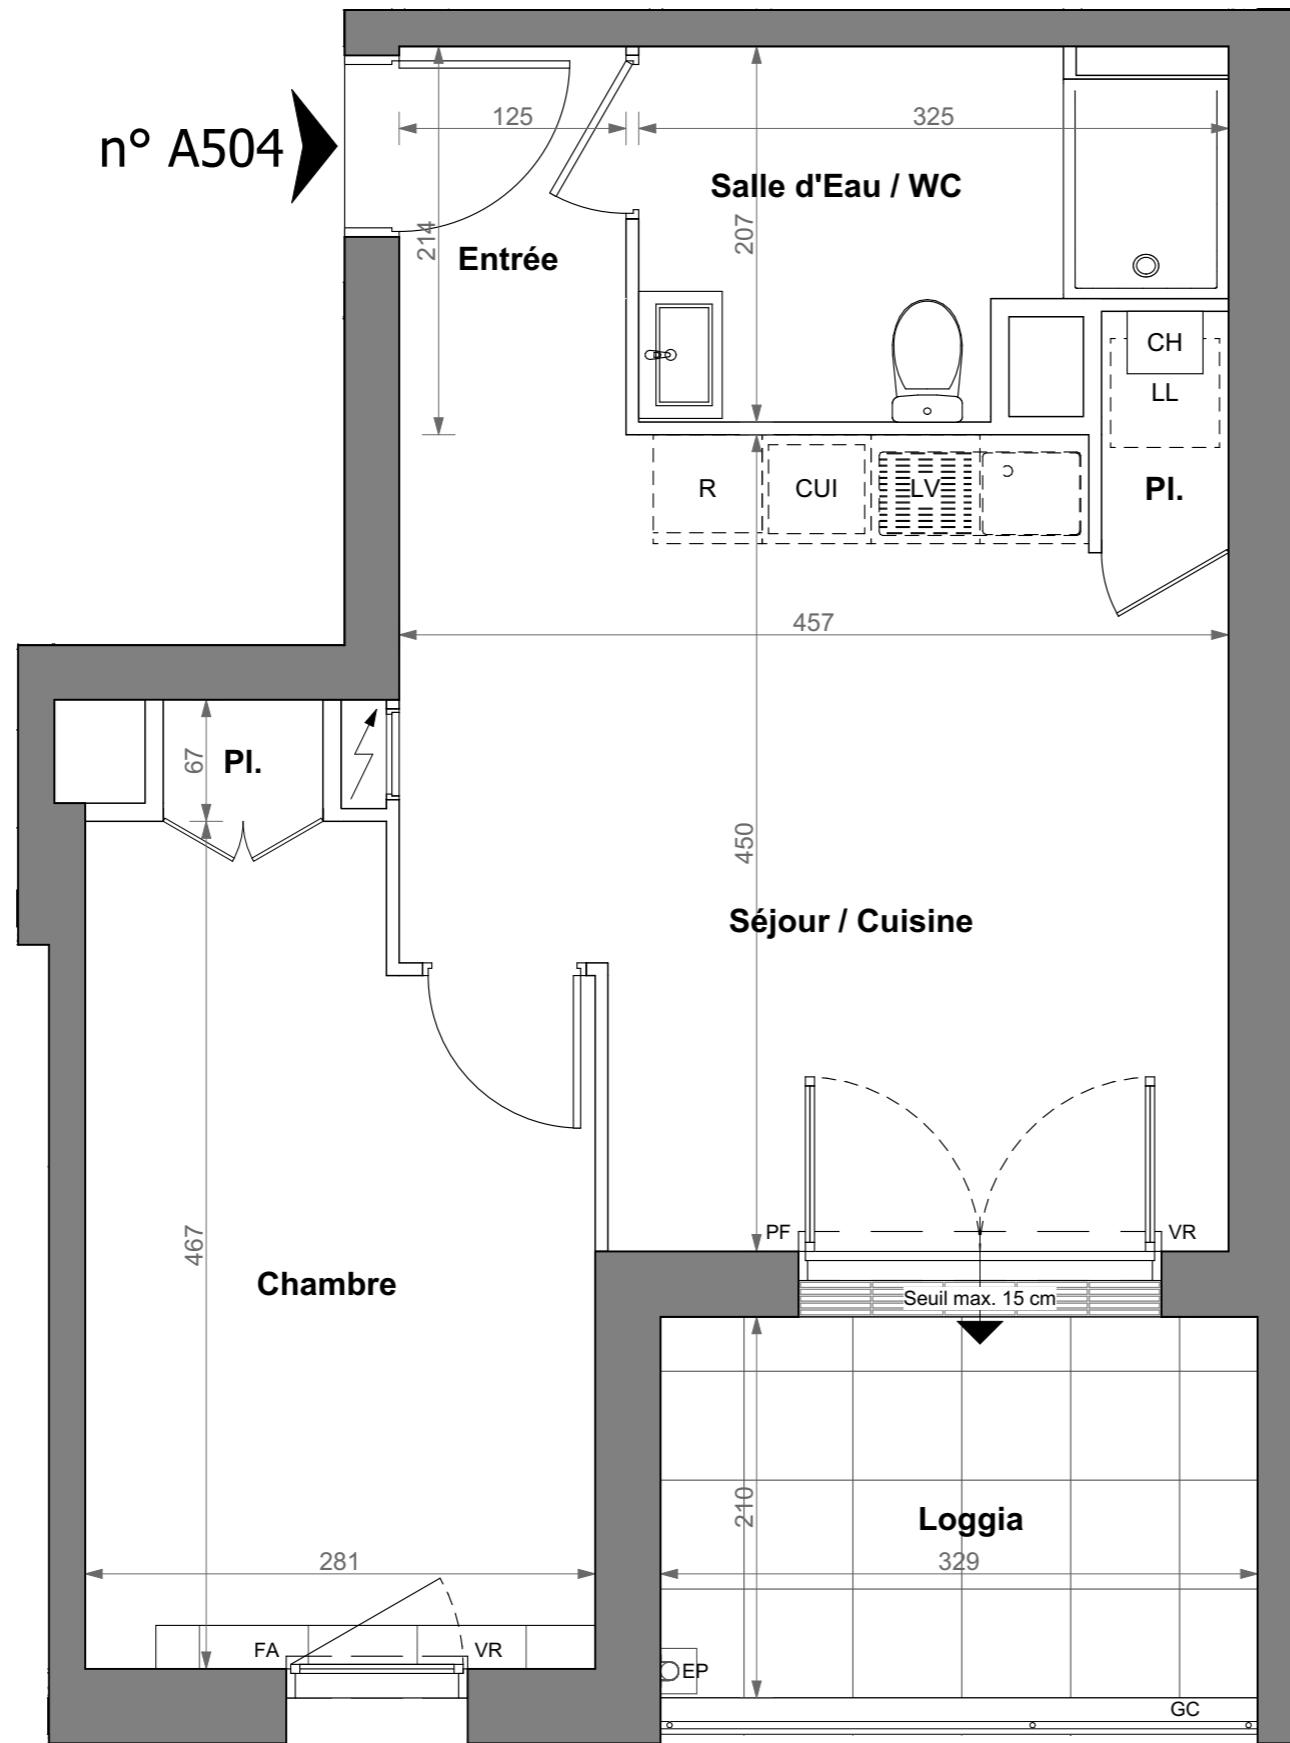 n° A504
125
325
Salle d'Eau / WC
214
207
Entrée
CH
LL
R
CUI
LV
Pl.
457
67
Pl.
450
Séjour / Cuisine
467
PF
VR
Chambre
Seuil max. 15 cm
210
Loggia
281
329
FA
VR
EP
GC